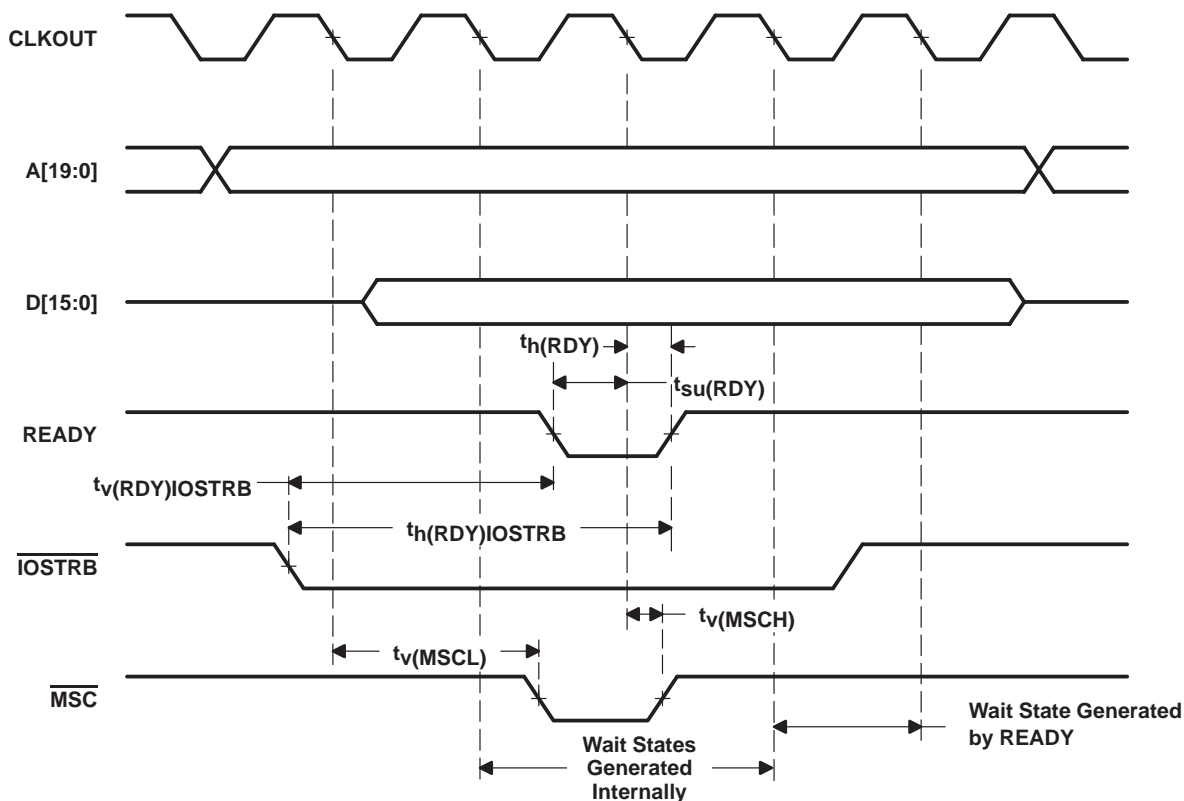 CLKOUT
A[19:0]
D[15:0]
th(RDY)
tsu(RDY)
READY
tv(RDY)IOSTRB
th(RDY)IOSTRB
IOSTRB
tv(MSCH)
tv(MSCL)
MSC
Wait State Generated
by READY
Wait States
Generated
Internally